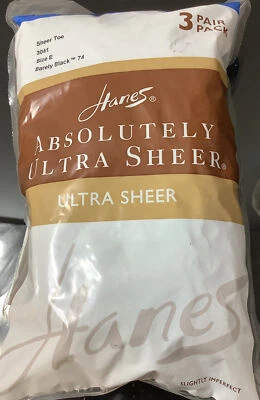 3 PAIR
PACK
Sheer Toe
3041
Size E
Barely Black™ 74
Hanes®
ABSOLUTELY
ULTRA SHEER®
ULTRA SHEER
Hanes
SLIGHTLY IMPERFECT